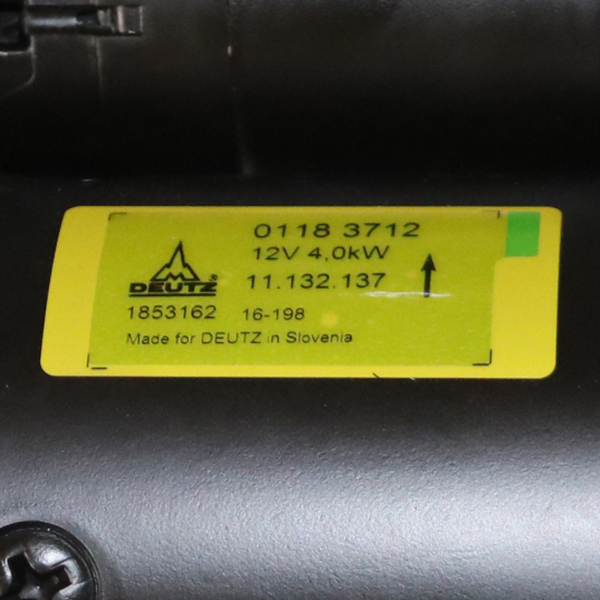 0118 3712
12V 4,0kW
DEUTZ®
11.132.137
1853162 16-198
Made for DEUTZ in Slovenia